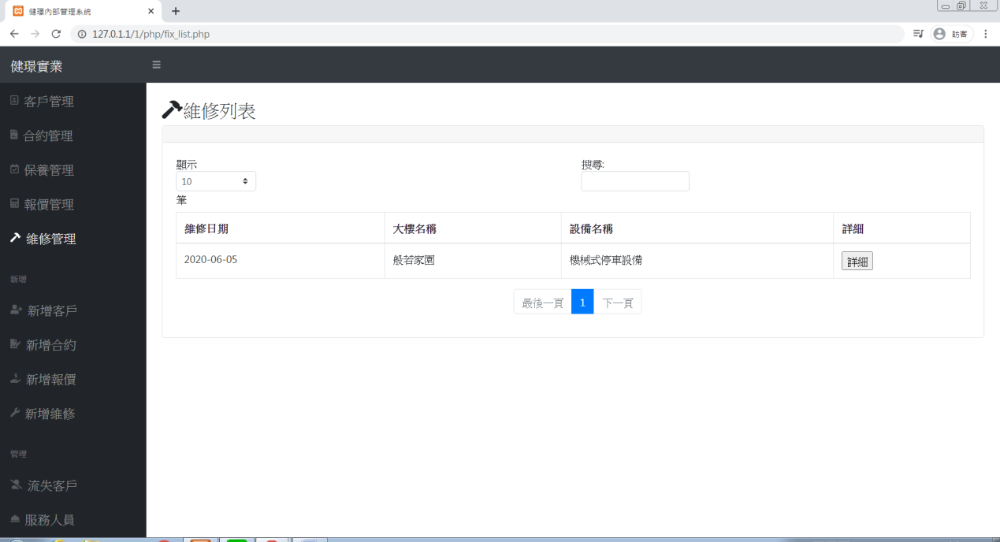 健璟內部管理系統
127.0.1.1/1/php/fix_list.php
訪客
健璟實業
客戶管理
合約管理
保養管理
報價管理
維修管理
新增
新增客戶
新增合約
新增報價
新增維修
管理
流失客戶
服務人員
維修列表
顯示
10
筆
搜尋:
維修日期 大樓名稱 設備名稱 詳細
2020-06-05 般若家園 機械式停車設備 詳細
最後一頁 1 下一頁